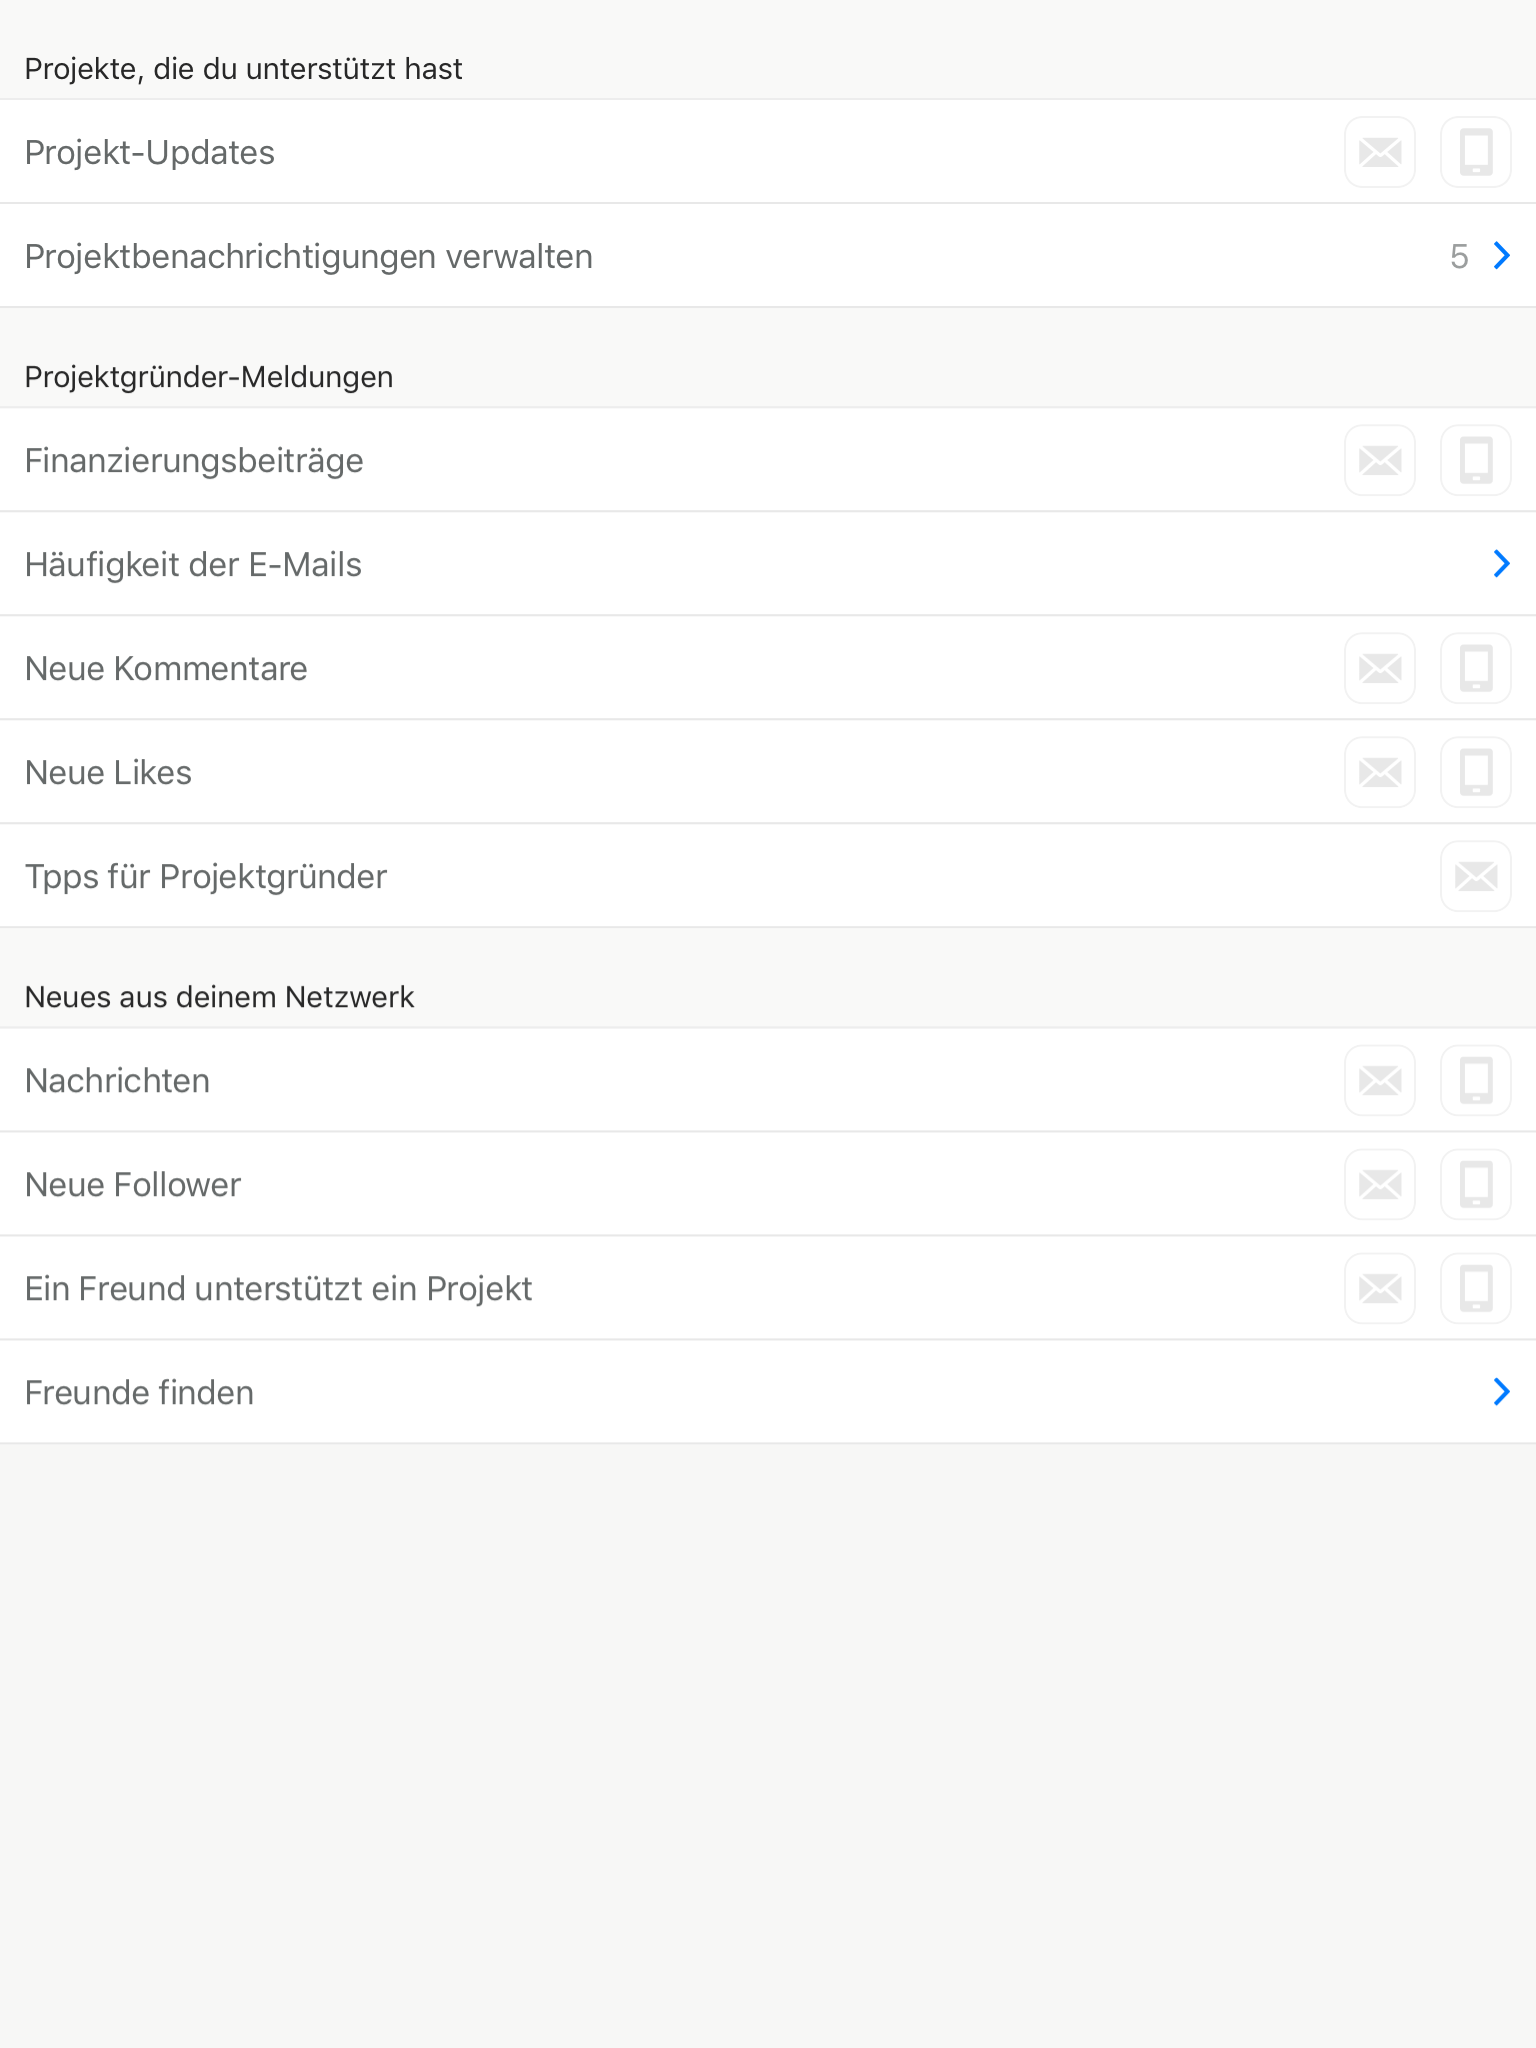 Projekte, die du unterstützt hast
Projekt-Updates
Projektbenachrichtigungen verwalten 5
Projektgründer-Meldungen
Finanzierungsbeiträge
Häufigkeit der E-Mails
Neue Kommentare
Neue Likes
Tpps für Projektgründer
Neues aus deinem Netzwerk
Nachrichten
Neue Follower
Ein Freund unterstützt ein Projekt
Freunde finden